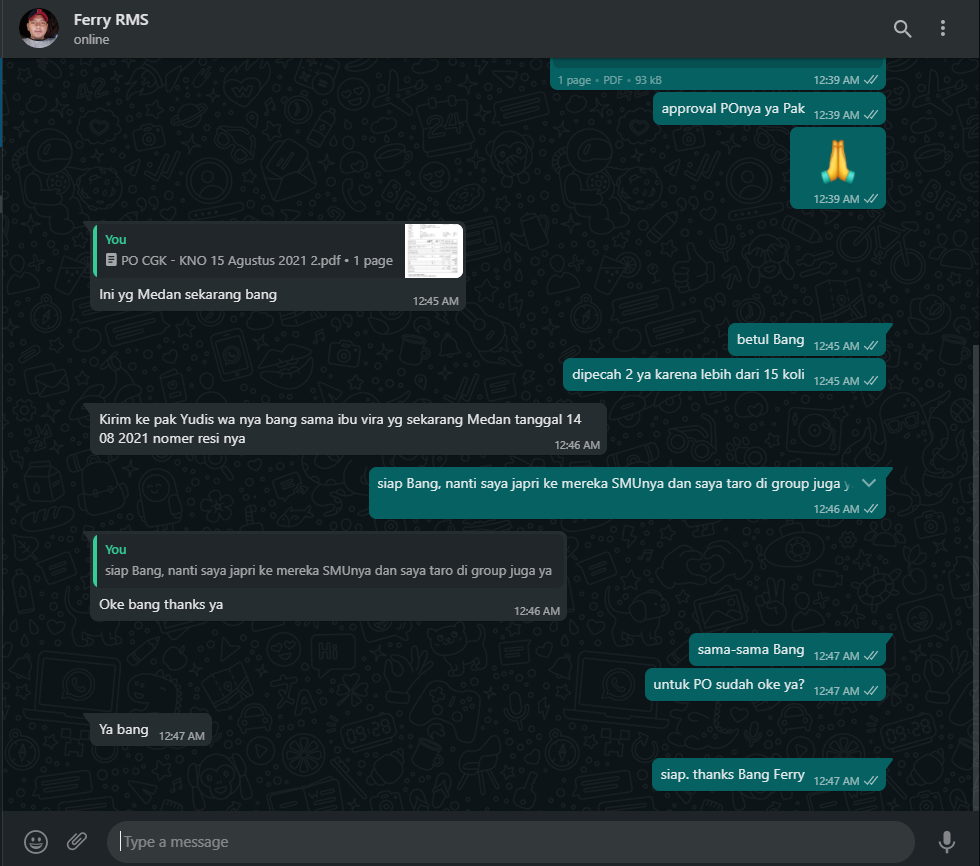 Ferry RMS
online
1 page • PDF • 93 kB
12:39 AM
approval POnya ya Pak
12:39 AM
12:39 AM
You
PO CGK - KNO 15 Agustus 2021 2.pdf • 1 page
Ini yg Medan sekarang bang
12:45 AM
betul Bang
12:45 AM
dipecah 2 ya karena lebih dari 15 koli
12:45 AM
Kirim ke pak Yudis wa nya bang sama ibu vira yg sekarang Medan tanggal 14
08 2021 nomer resi nya
12:46 AM
siap Bang, nanti saya japri ke mereka SMUnya dan saya taro di group juga y
12:46 AM
You
siap Bang, nanti saya japri ke mereka SMUnya dan saya taro di group juga ya
Oke bang thanks ya
12:46 AM
sama-sama Bang
12:47 AM
untuk PO sudah oke ya?
12:47 AM
Ya bang
12:47 AM
siap. thanks Bang Ferry
12:47 AM
Type a message